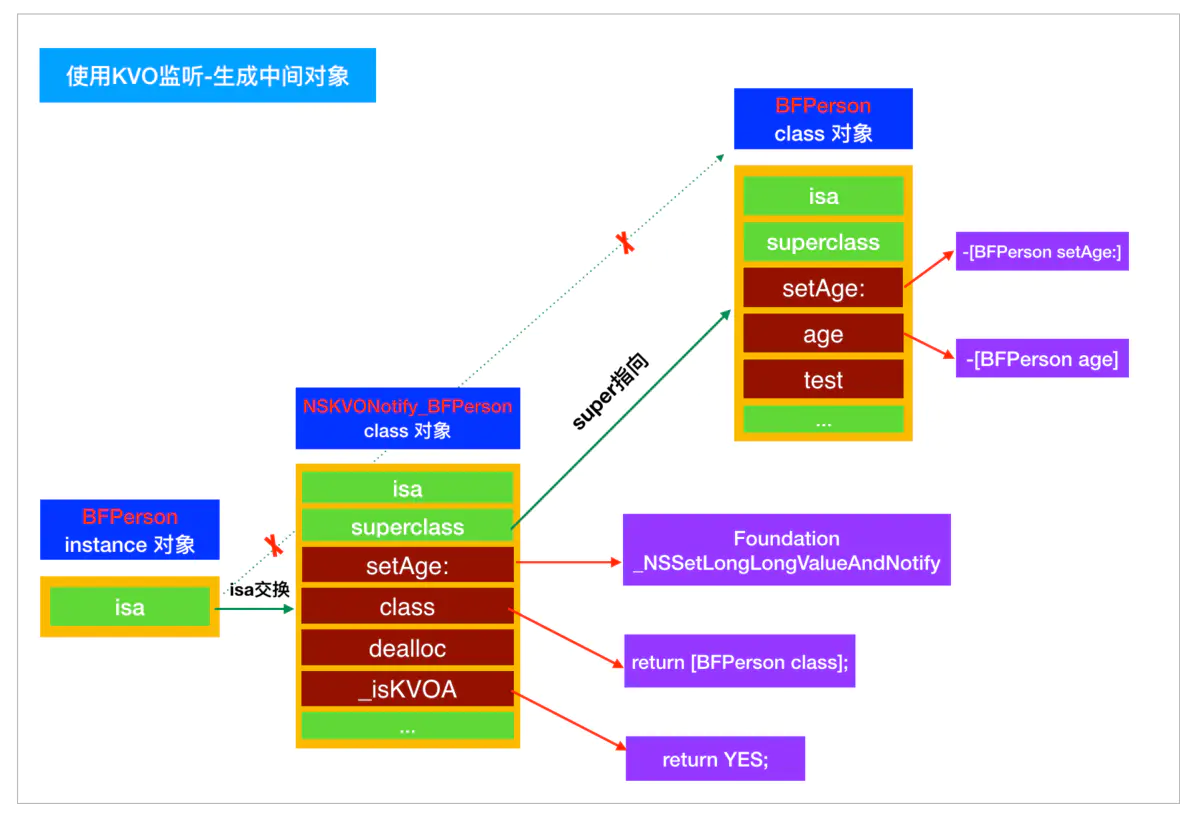 使用KVO监听-生成中间对象
BFPerson
class 对象
isa
superclass
setAge:
age
test
...
-[BFPerson setAge:]
-[BFPerson age]
super指向
NSKVONotify_BFPerson
class 对象
isa
superclass
setAge:
class
dealloc
_isKVOA
...
BFPerson
instance 对象
isa
isa交换
Foundation
_NSSetLongLongValueAndNotify
return [BFPerson class];
return YES;